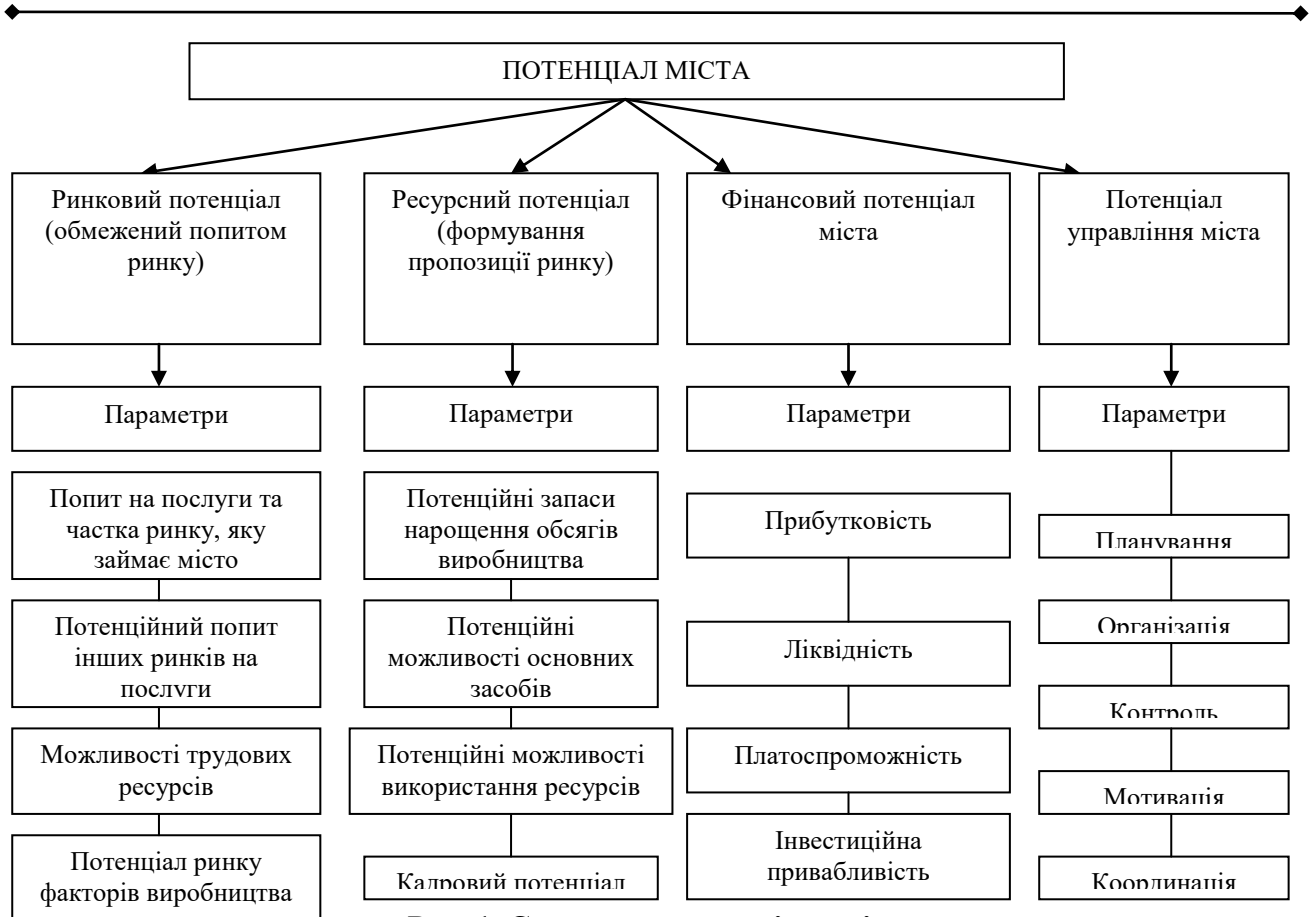 ПОТЕНЦІАЛ МІСТА
Ринковий потенціал
(обмежений попитом
ринку)
Ресурсний потенціал
(формування
пропозиції ринку)
Фінансовий потенціал
міста
Потенціал
управління міста
Параметри
Параметри
Параметри
Параметри
Попит на послуги та
частка ринку, яку
займає місто
Потенційний попит
інших ринків на
послуги
Можливості трудових
ресурсів
Потенціал ринку
факторів виробництва
Потенційні запаси
нарощення обсягів
виробництва
Потенційні
можливості основних
засобів
Потенційні можливості
використання ресурсів
Кадровий потенціал
Прибутковість
Ліквідність
Платоспроможність
Інвестиційна
привабливість
Планування
Організація
Контроль
Мотивація
Координація